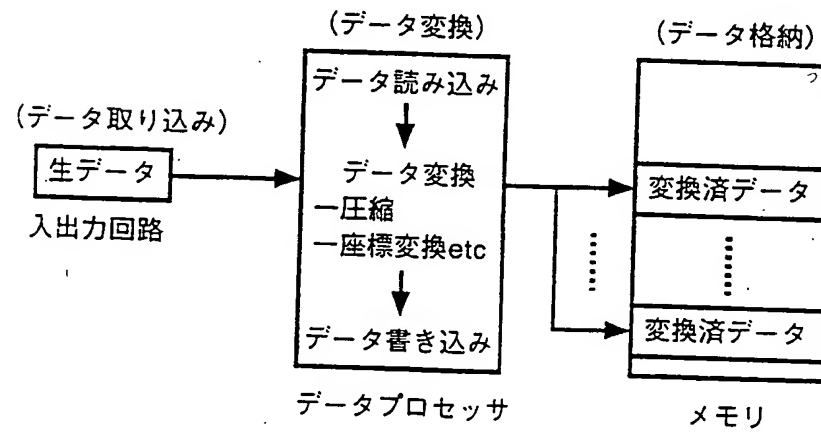 (データ取り込み)
生データ
入出力回路
(データ変換)
データ読み込み
データ変換
ー圧縮
ー座標変換etc
データ書き込み
データプロセッサ
(データ格納)
変換済データ
変換済データ
メモリ